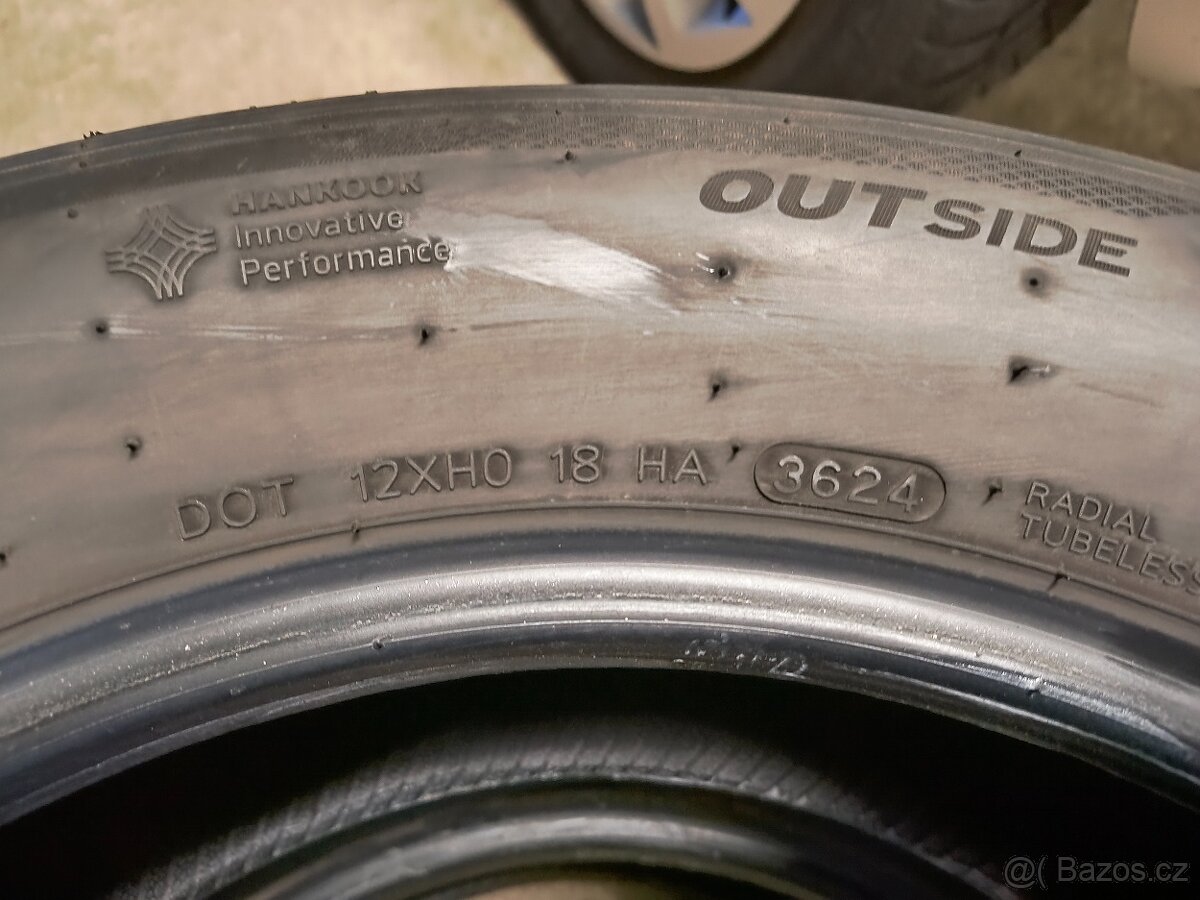 HANKOOK
Innovative
Performance
OUTSIDE
DOT 12XH0 18 HA 3624
RADIAL
TUBELESS
@( Bazos.cz